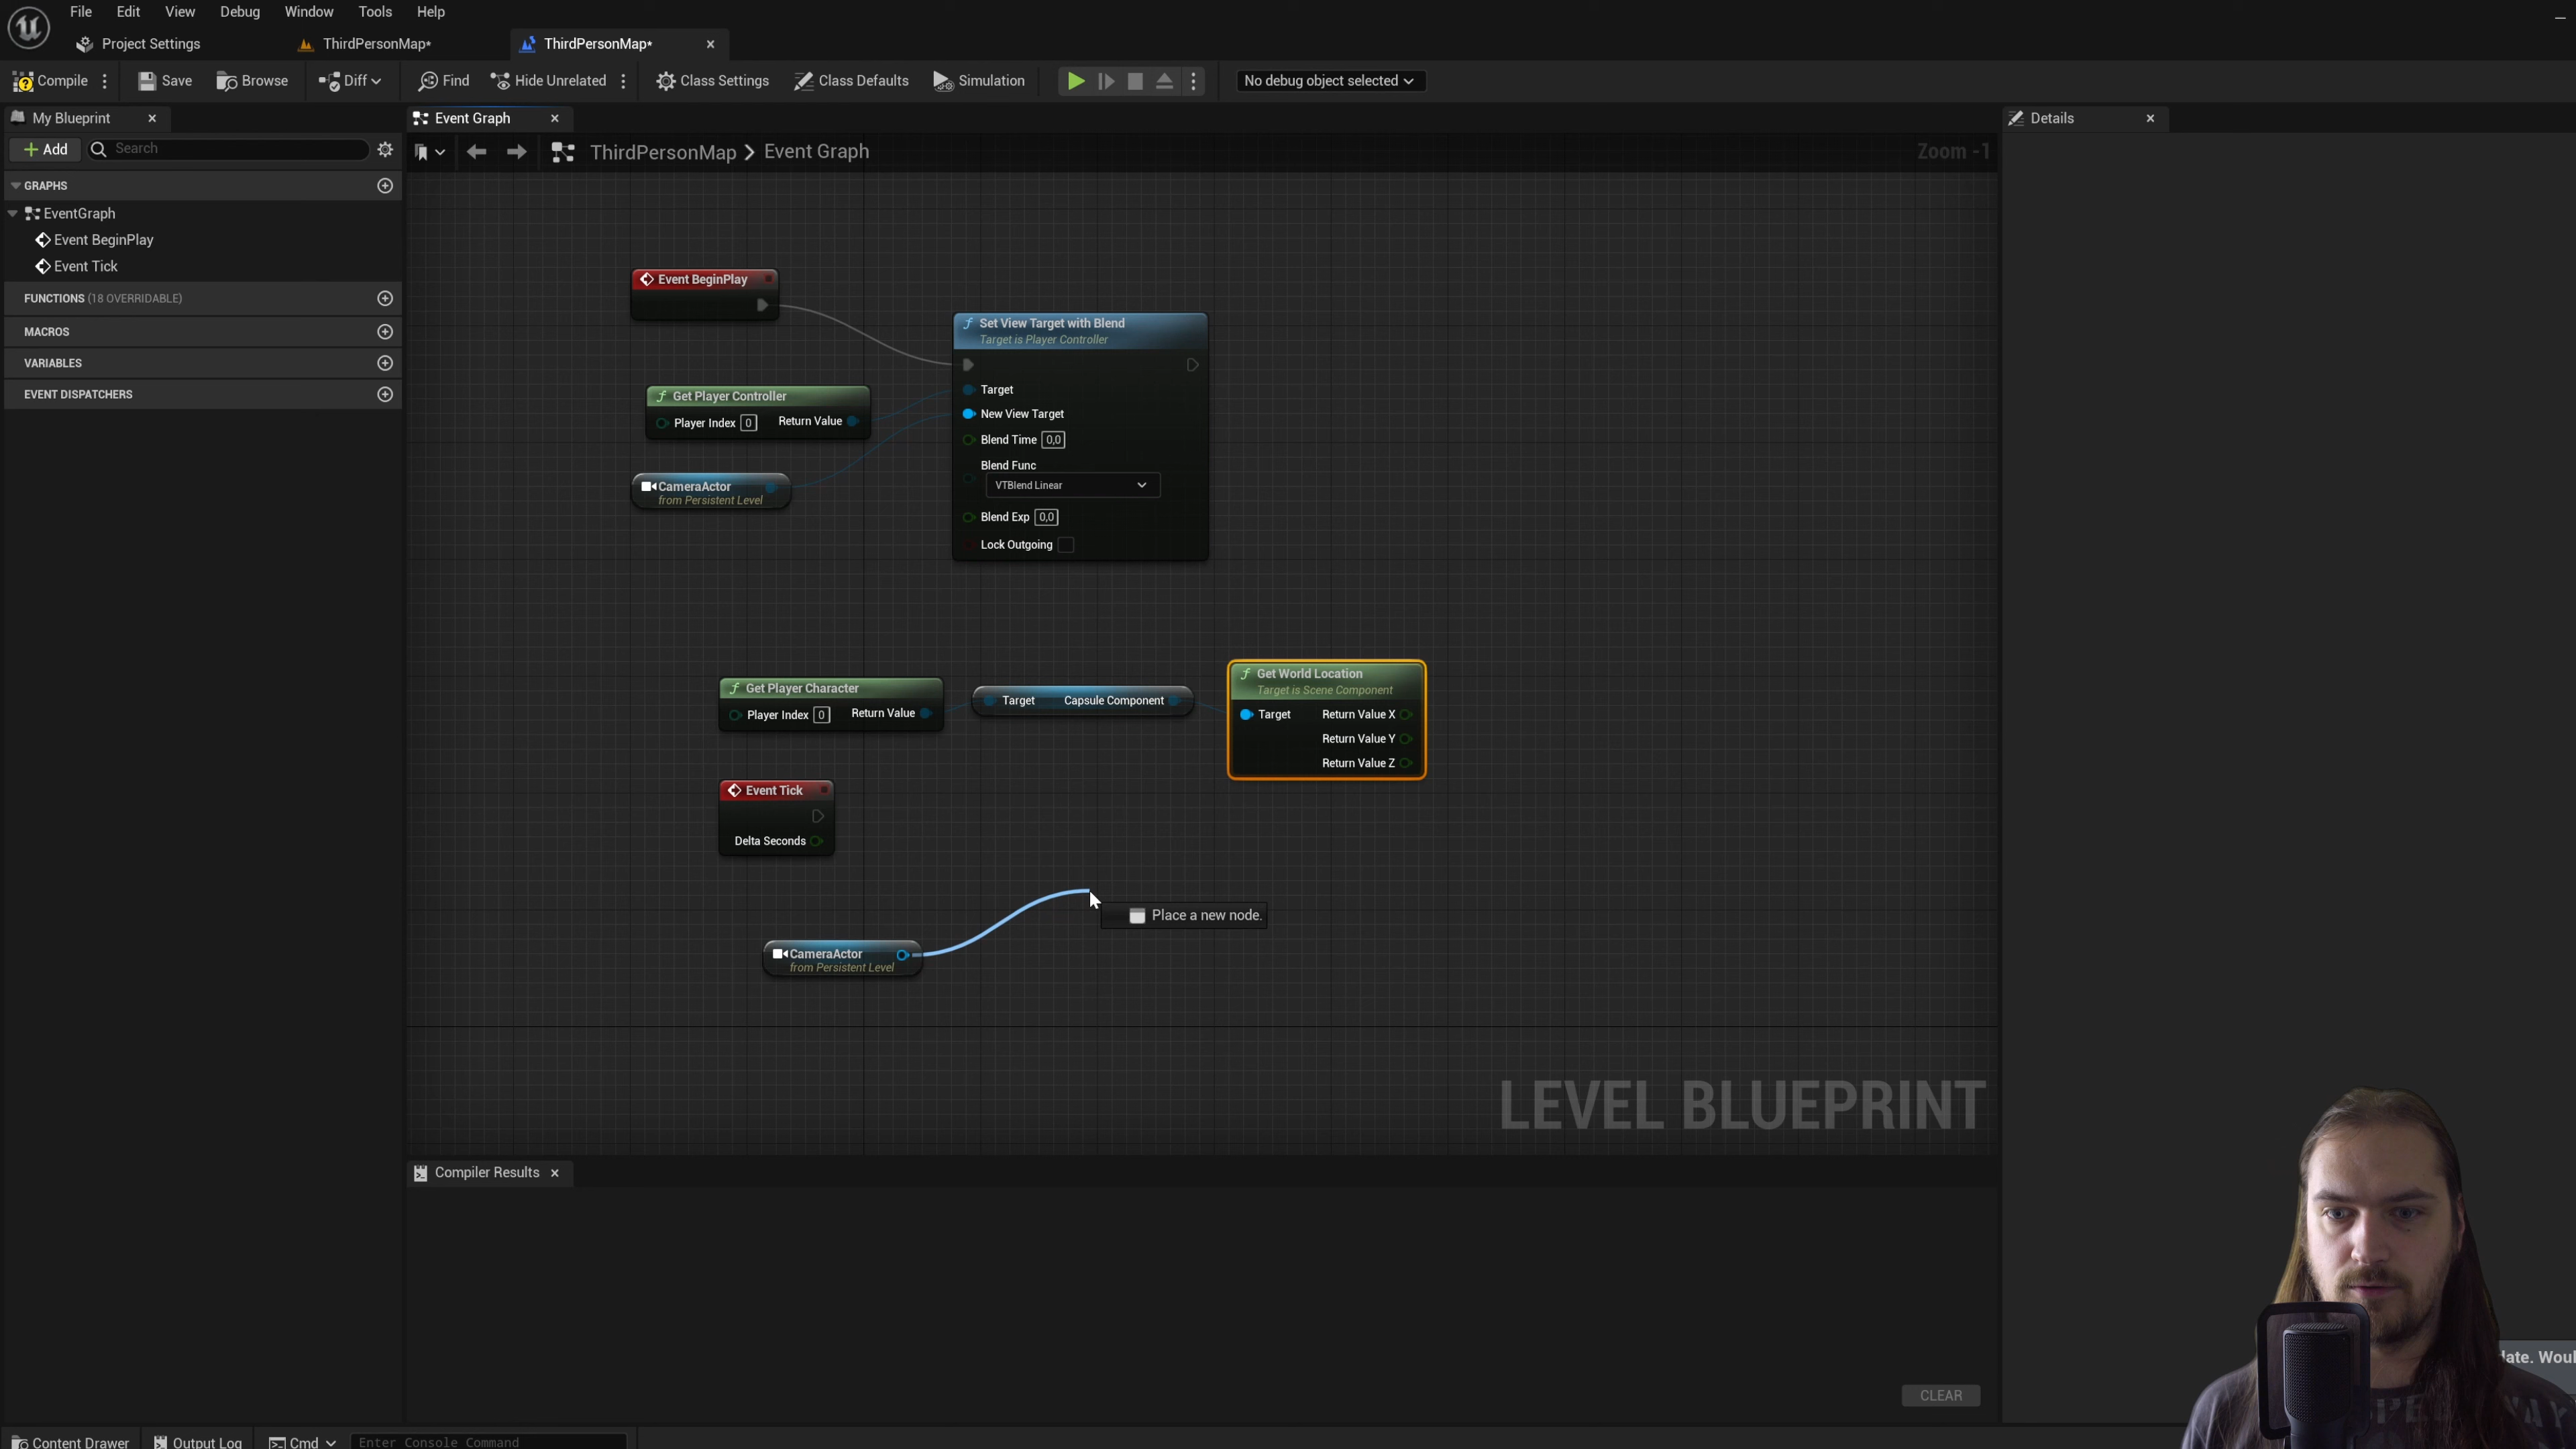 File Edit View Debug Window Tools Help
Project Settings ThirdPersonMap* ThirdPersonMap*
Compile Save Browse Diff Find Hide Unrelated Class Settings Class Defaults Simulation No debug object selected
My Blueprint Event Graph Details
Add Search
ThirdPersonMap > Event Graph Zoom -1
GRAPHS
EventGraph
Event BeginPlay
Event Tick
FUNCTIONS (18 OVERRIDABLE)
MACROS
VARIABLES
EVENT DISPATCHERS
Event BeginPlay
Set View Target with Blend
Target is Player Controller
Target
New View Target
Blend Time 0,0
Blend Func
VTBlend Linear
Blend Exp 0,0
Lock Outgoing
Get Player Controller
Player Index 0 Return Value
CameraActor
from Persistent Level
Get Player Character
Player Index 0 Return Value
Target Capsule Component
Get World Location
Target is Scene Component
Target Return Value X
Return Value Y
Return Value Z
Event Tick
Delta Seconds
Place a new node.
CameraActor
from Persistent Level
LEVEL BLUEPRINT
Compiler Results
CLEAR
Content Drawer Output Log Cmd Enter Console Command